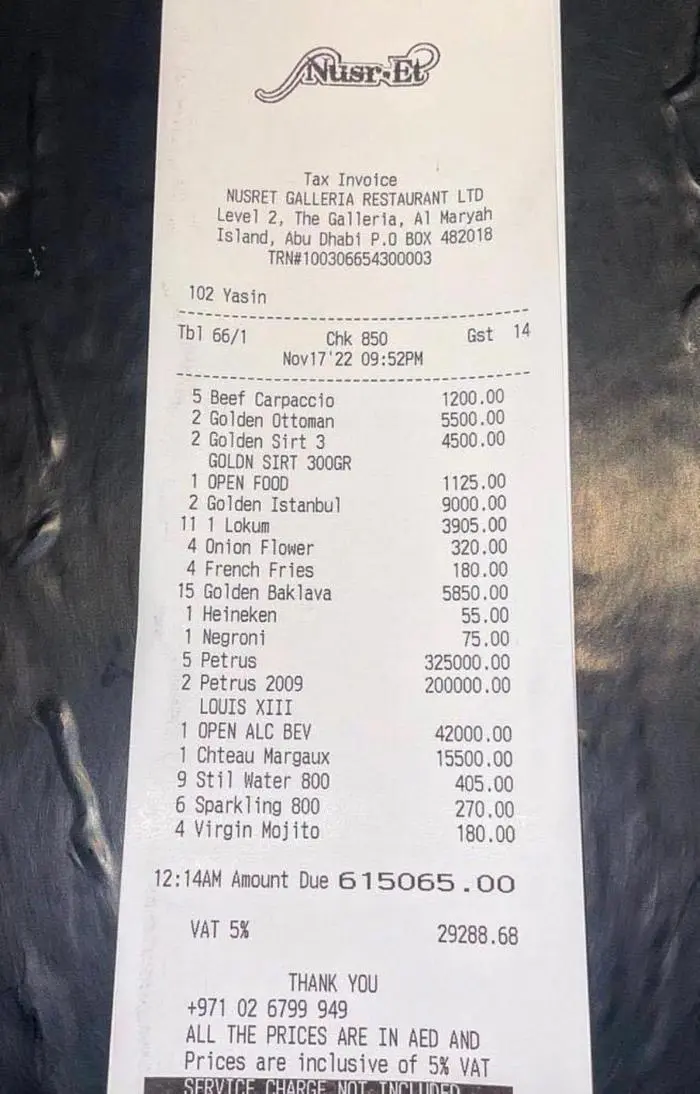 Nusr-Et
Tax Invoice
NUSRET GALLERIA RESTAURANT LTD
Level 2, The Galleria, Al Maryah
Island, Abu Dhabi P.O BOX 482018
TRN#100306654300003
102 Yasin
Tbl 66/1 Chk 850 Gst 14
Nov17'22 09:52PM
5 Beef Carpaccio 1200.00
2 Golden Ottoman 5500.00
2 Golden Sirt 3 4500.00
GOLDN SIRT 300GR
1 OPEN FOOD 1125.00
2 Golden Istanbul 9000.00
11 1 Lokum 3905.00
4 Onion Flower 320.00
4 French Fries 180.00
15 Golden Baklava 5850.00
1 Heineken 55.00
1 Negroni 75.00
5 Petrus 325000.00
2 Petrus 2009 200000.00
LOUIS XIII
1 OPEN ALC BEV 42000.00
1 Chteau Margaux 15500.00
9 Stil Water 800 405.00
6 Sparkling 800 270.00
4 Virgin Mojito 180.00
12:14AM Amount Due 615065.00
VAT 5% 29288.68
THANK YOU
+971 02 6799 949
ALL THE PRICES ARE IN AED AND
Prices are inclusive of 5% VAT
SERVICE CHARGE NOT INCLUDED